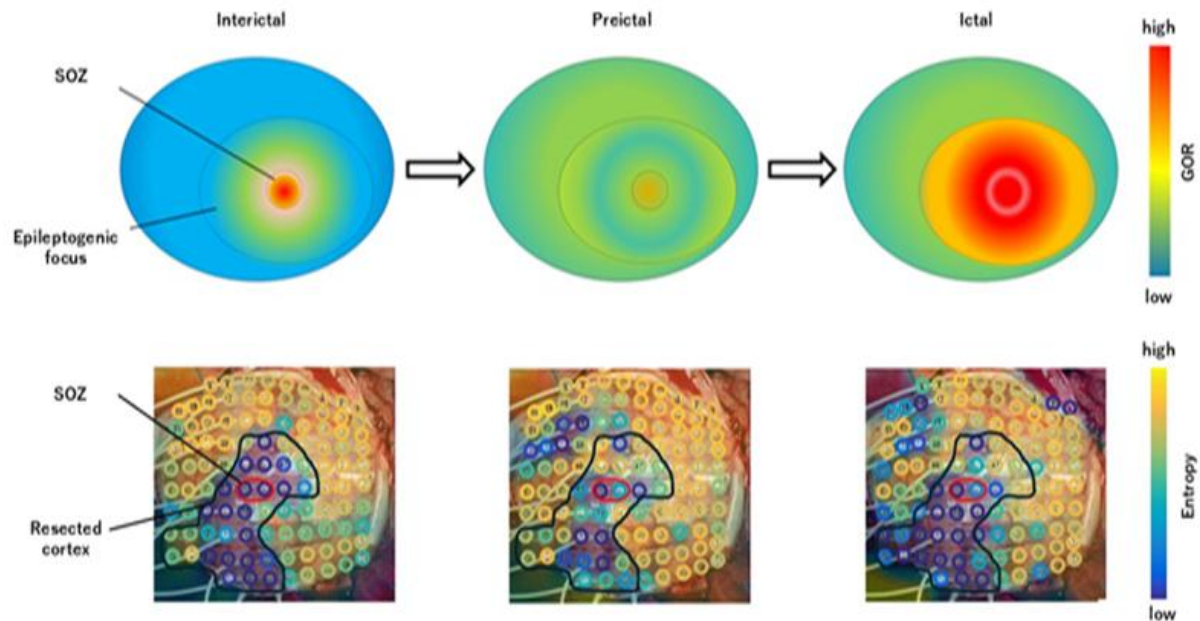 Interictal
Preictal
Ictal
high
SOZ
Epileptogenic
focus
GOR
low
high
SOZ
Resected
cortex
Entropy
low